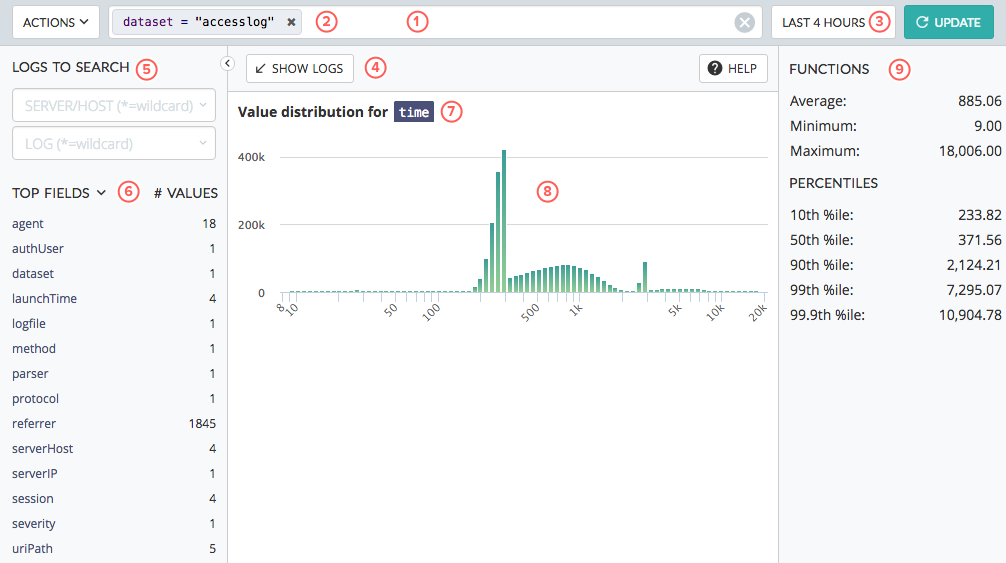 ACTIONS dataset = "accesslog" × 2 1 LAST 4 HOURS 3 UPDATE
LOGS TO SEARCH 5
SERVER/HOST (*=wildcard)
LOG (*=wildcard)
TOP FIELDS 6 # VALUES
agent 18
authUser 1
dataset 1
launchTime 4
logfile 1
method 1
parser 1
protocol 1
referrer 1845
serverHost 4
serverIP 1
session 4
severity 1
uriPath 5
SHOW LOGS 4 ? HELP
Value distribution for time 7
400k
200k
0
8
8 10 50 100 500 1k 5k 10k 20k
FUNCTIONS 9
Average: 885.06
Minimum: 9.00
Maximum: 18,006.00
PERCENTILES
10th %ile: 233.82
50th %ile: 371.56
90th %ile: 2,124.21
99th %ile: 7,295.07
99.9th %ile: 10,904.78